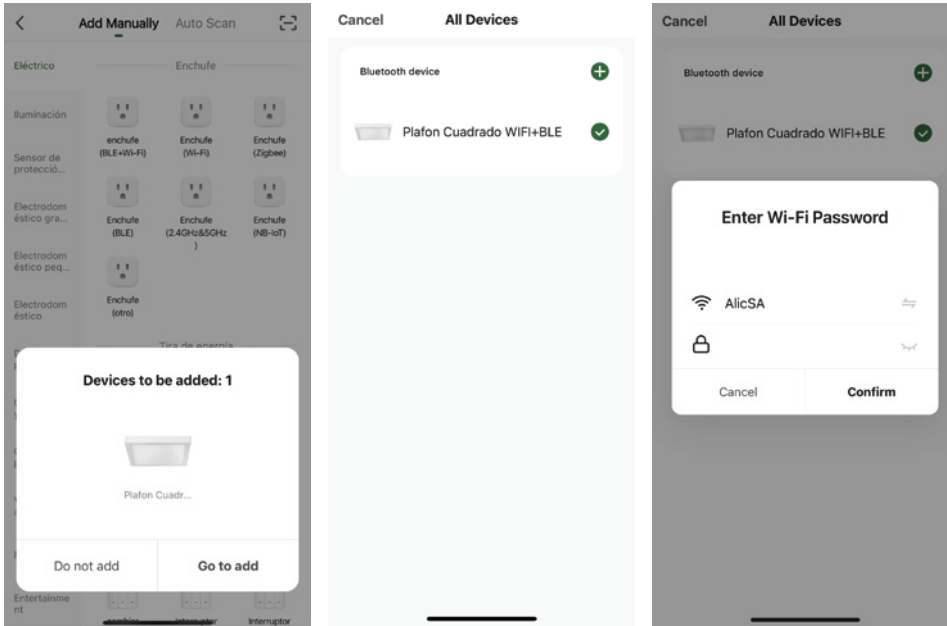 Add Manually
Auto Scan
Eléctrico
Enchufe
Iluminación
enchufe
(BLE+Wi-Fi)
Enchufe
(Wi-Fi)
Enchufe
(Zigbee)
Sensor de
protecció...
Electrodom
éstico gra...
Enchufe
(BLE)
Enchufe
(2.4GHz&5GHz
)
Enchufe
(NB-IoT)
Electrodom
éstico peq...
Electrodom
éstico
Enchufe
(otro)
Tira de energía
Devices to be added: 1
Plafon Cuadr...
Do not add
Go to add
Entertainme
nt
cambiar
Interruptor
Interruptor
Cancel
All Devices
Bluetooth device
Plafon Cuadrado WIFI+BLE
Cancel
All Devices
Bluetooth device
Plafon Cuadrado WIFI+BLE
Enter Wi-Fi Password
AlicSA
Cancel
Confirm